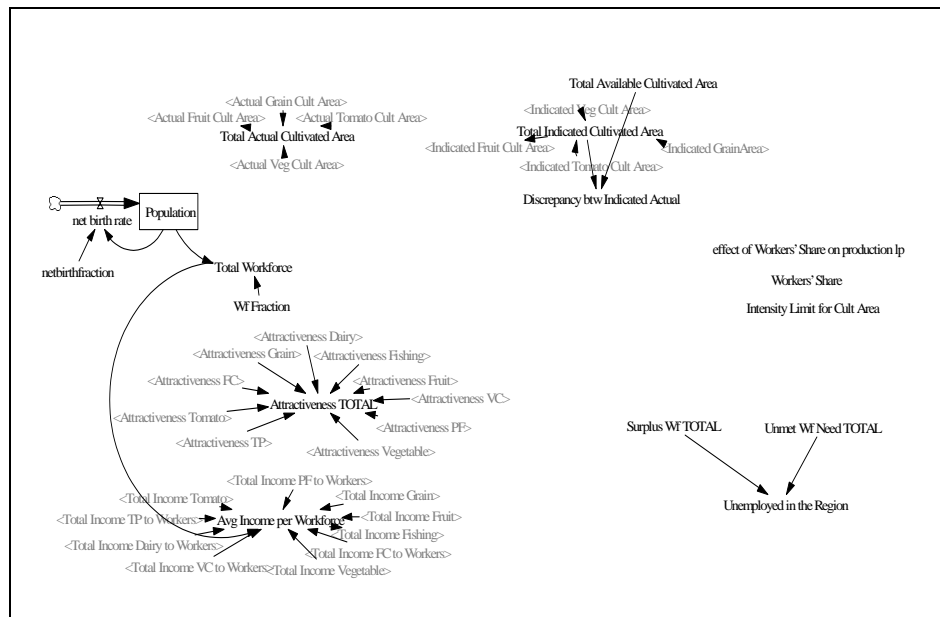 Total Available Cultivated Area
<Actual Grain Cult Area>
<Indicated Veg Cult Area>
<Actual Fruit Cult Area>
<Actual Tomato Cult Area>
Total Actual Cultivated Area
Total Indicated Cultivated Area
<Indicated Fruit Cult Area>
<Indicated GrainArea>
<Actual Veg Cult Area>
<Indicated Tomato Cult Area>
Discrepancy btw Indicated Actual
Population
net birth rate
netbirthfraction
Total Workforce
effect of Workers' Share on production lp
Workers' Share
Wf Fraction
Intensity Limit for Cult Area
<Attractiveness Dairy>
<Attractiveness Grain>
<Attractiveness Fishing>
<Attractiveness FC>
<Attractiveness Fruit>
Attractiveness TOTAL
<Attractiveness VC>
<Attractiveness Tomato>
<Attractiveness PF>
<Attractiveness TP>
<Attractiveness Vegetable>
Surplus Wf TOTAL
Unmet Wf Need TOTAL
<Total Income PF to Workers>
<Total Income Tomato>
<Total Income Grain>
Unemployed in the Region
<Total Income TP to Workers>
Avg Income per Workforce
<Total Income Fruit>
<Total Income Fishing>
<Total Income Dairy to Workers>
<Total Income FC to Workers>
<Total Income VC to Workers>
<Total Income Vegetable>